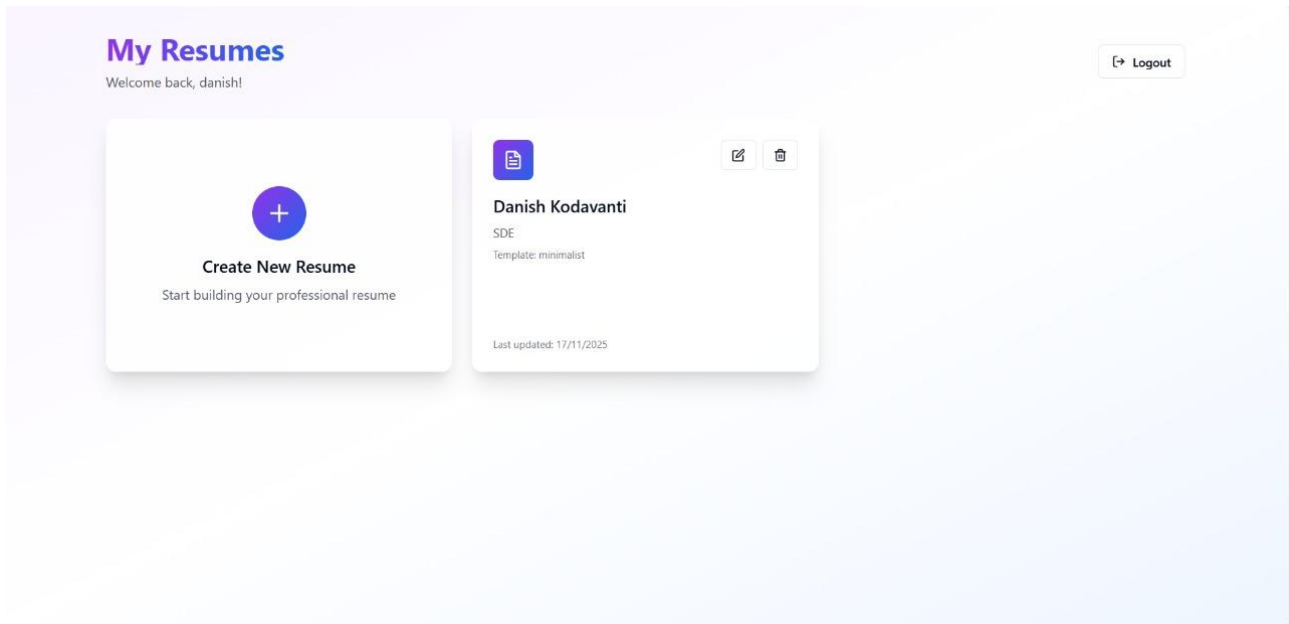 My Resumes
Welcome back, danish!
Logout
Create New Resume
Start building your professional resume
Danish Kodavanti
SDE
Template: minimalist
Last updated: 17/11/2025